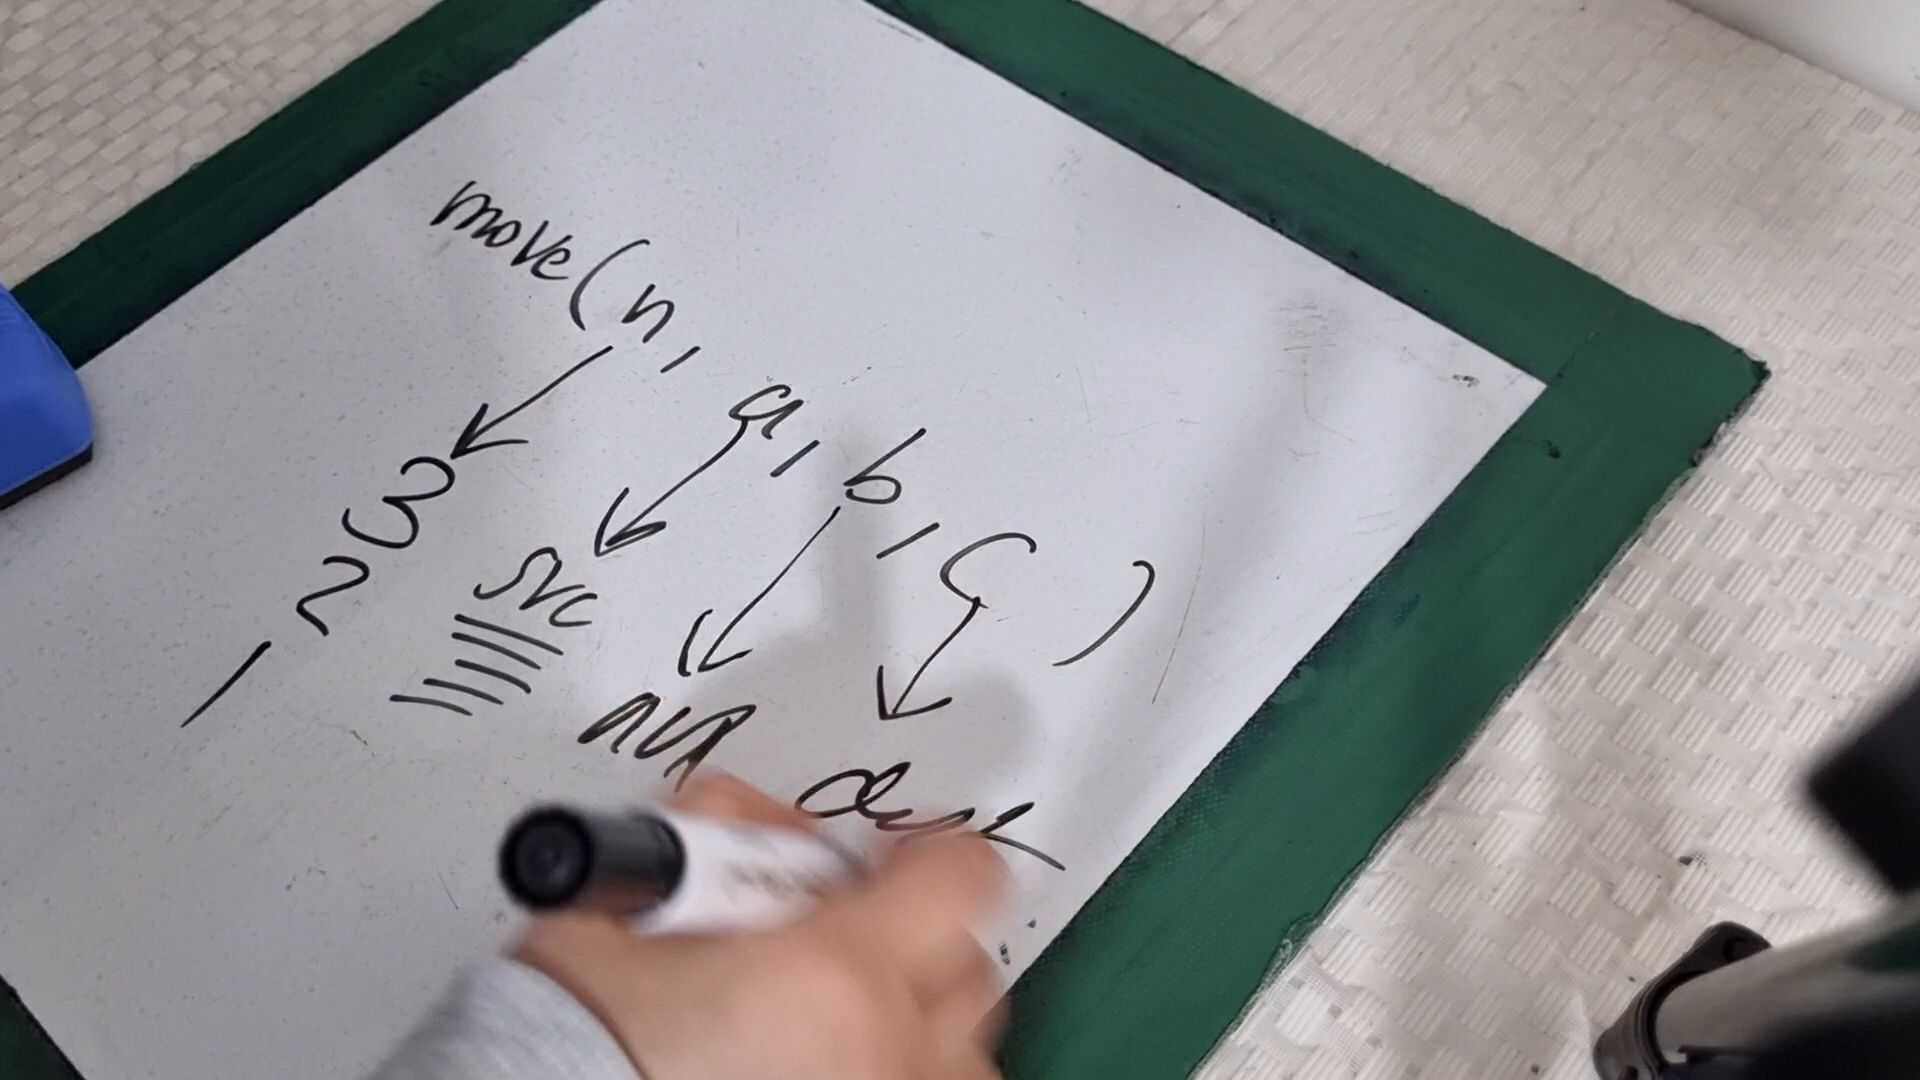 move(n, a, b, c)
3 src aux dest
2
1